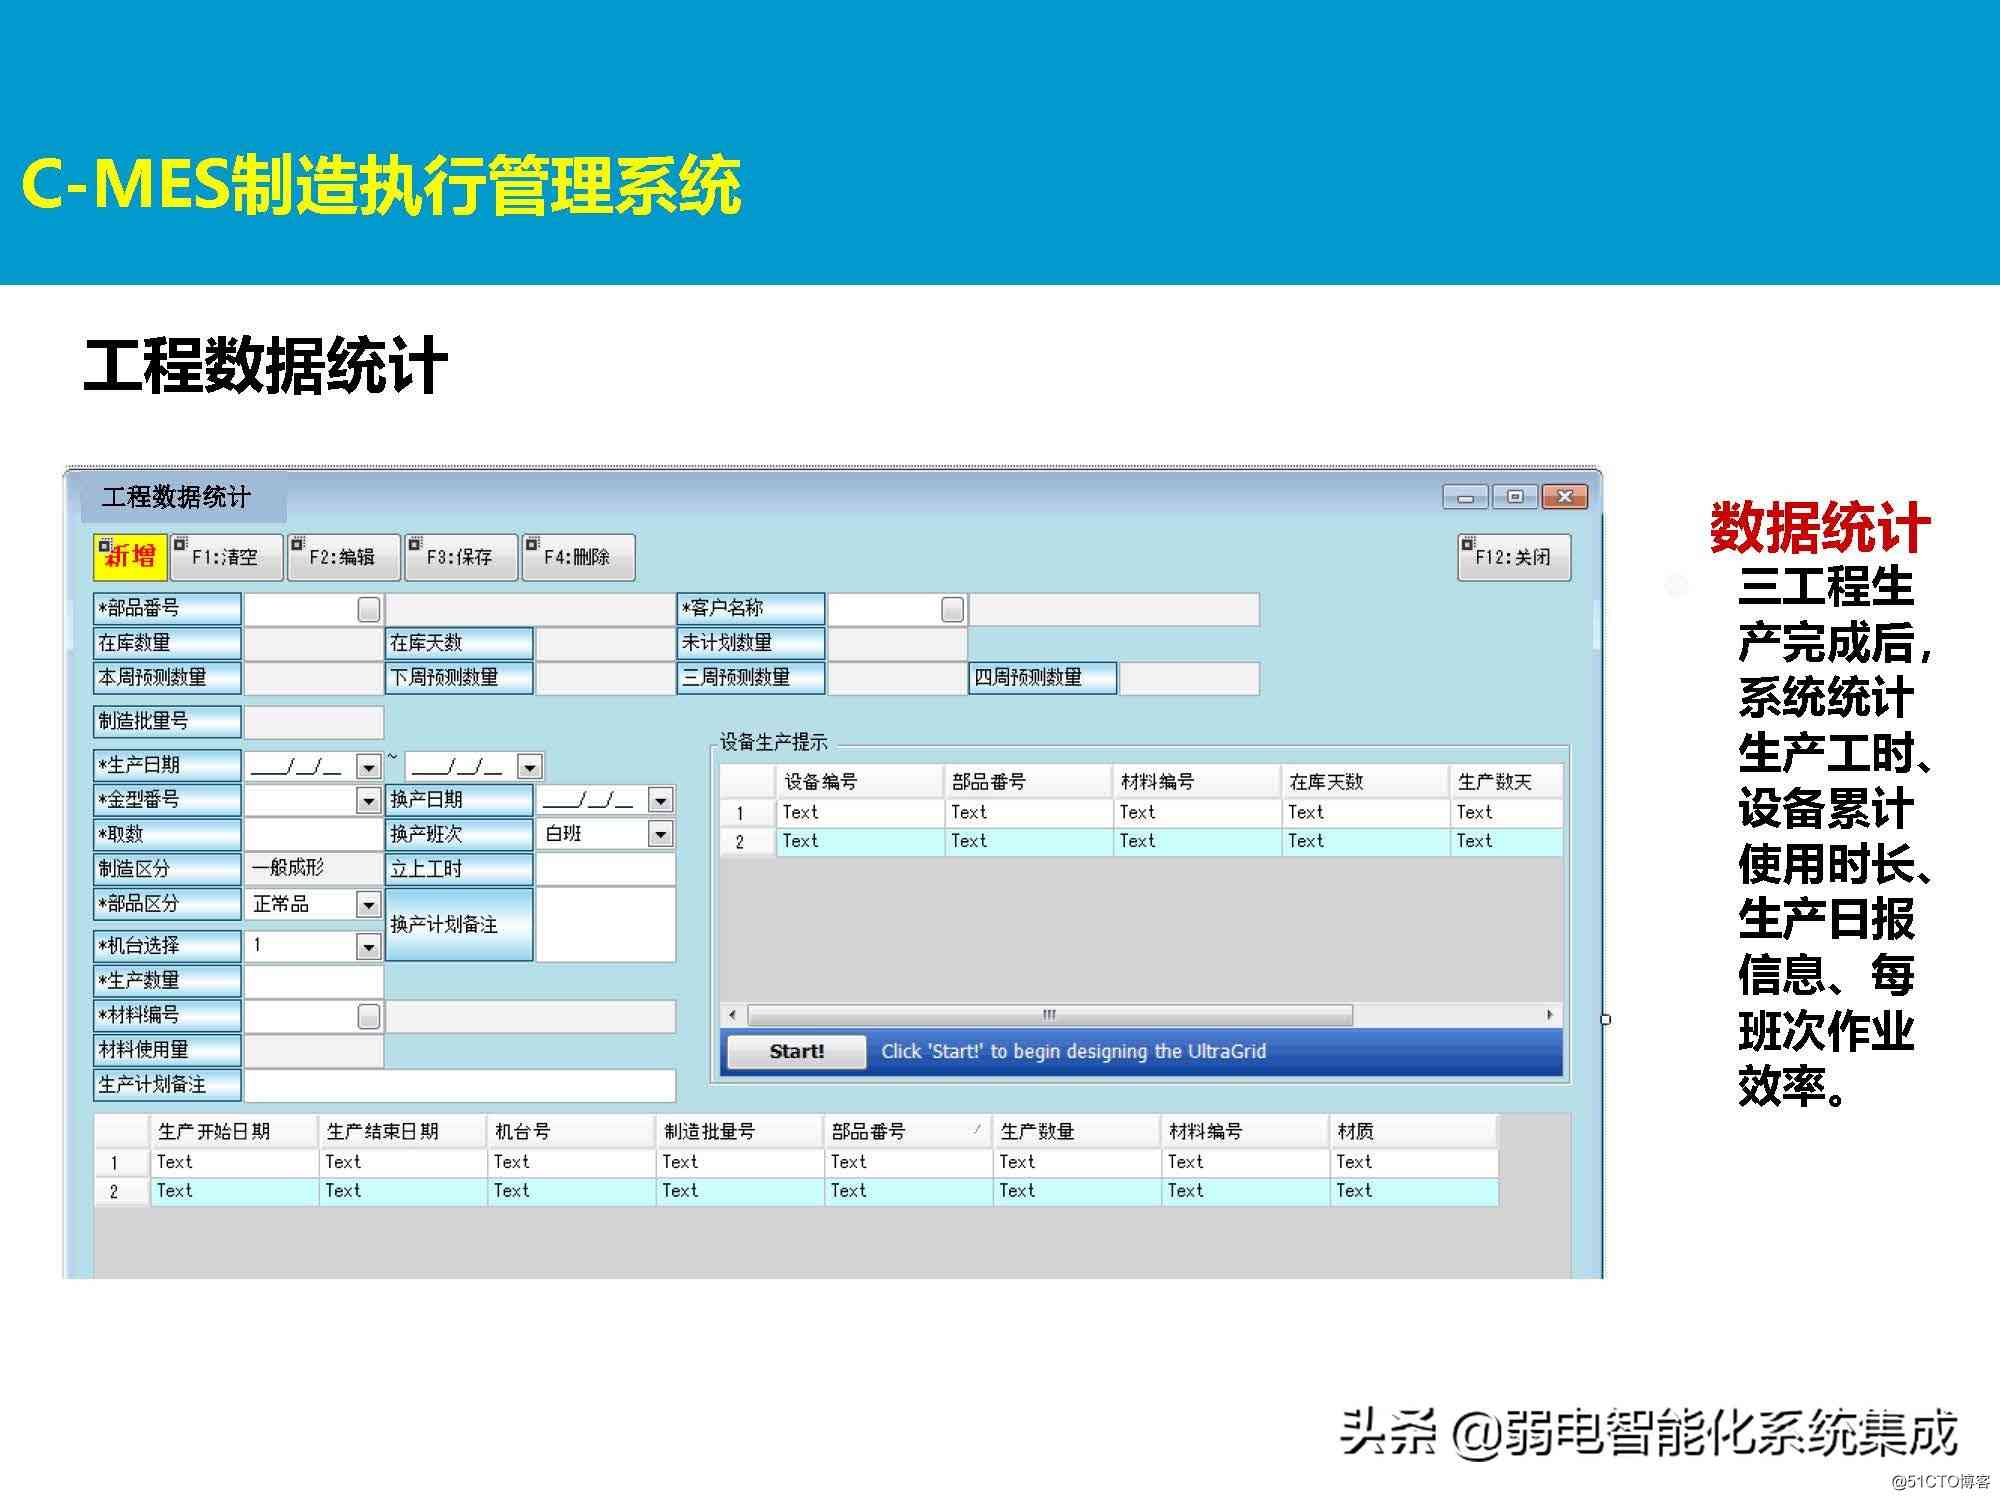 C-MES制造执行管理系统
工程数据统计
工程数据统计
新增 F1:清空 F2:编辑 F3:保存 F4:删除 F12:关闭
*部品番号 *客户名称
在库数量 在库天数 未计划数量
本周预测数量 下周预测数量 三周预测数量 四周预测数量
制造批量号
*生产日期 __/_/_ ~ __/_/_
*金型番号 换产日期 __/_/_
*取数 换产班次 白班
制造区分 一般成形 立上工时
*部品区分 正常品
换产计划备注
*机台选择 1
*生产数量
*材料编号
材料使用量
生产计划备注
设备生产提示
设备编号 部品番号 材料编号 在库天数 生产数天
1 Text Text Text Text Text
2 Text Text Text Text Text
Start! Click 'Start!' to begin designing the UltraGrid
生产开始日期 生产结束日期 机台号 制造批量号 部品番号 生产数量 材料编号 材质
1 Text Text Text Text Text Text Text Text
2 Text Text Text Text Text Text Text Text
数据统计
三工程生
产完成后，
系统统计
生产工时、
设备累计
使用时长、
生产日报
信息、每
班次作业
效率。
头条 @弱电智能化系统集成
@51CTO博客